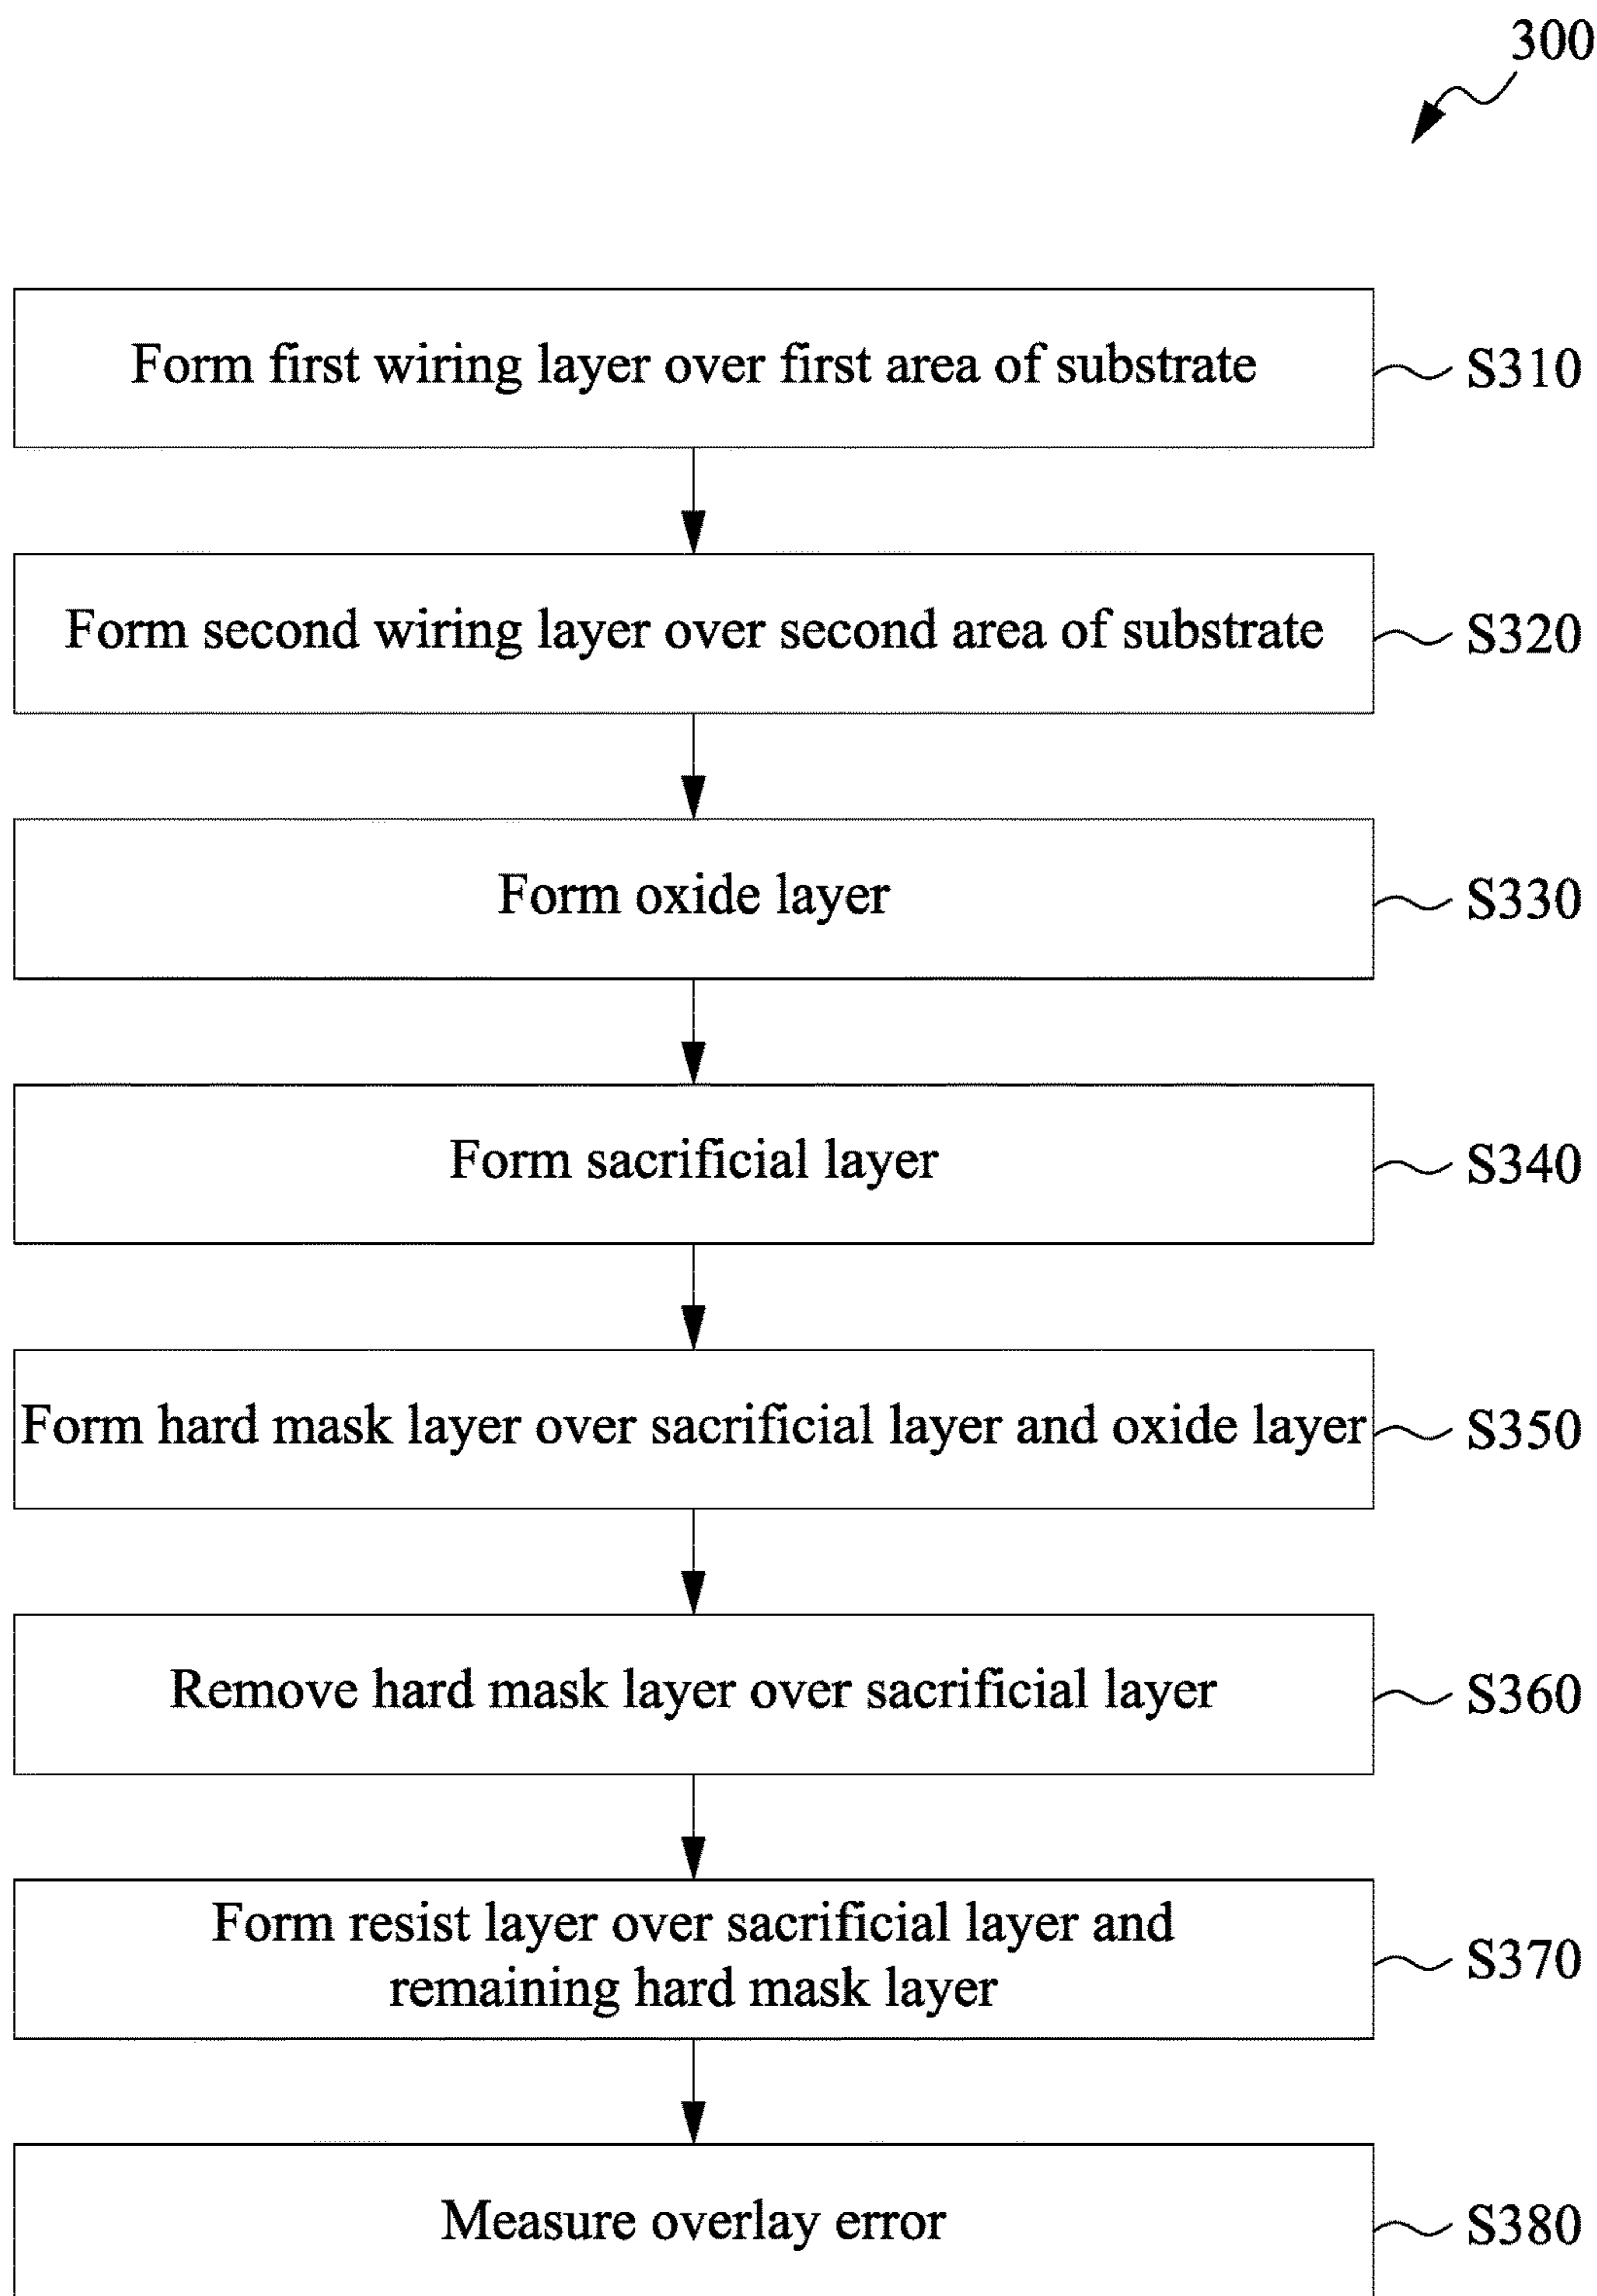 300
Form first wiring layer over first area of substrate
S310
Form second wiring layer over second area of substrate
S320
Form oxide layer
S330
Form sacrificial layer
S340
Form hard mask layer over sacrificial layer and oxide layer
S350
Remove hard mask layer over sacrificial layer
S360
Form resist layer over sacrificial layer and
remaining hard mask layer
S370
Measure overlay error
S380